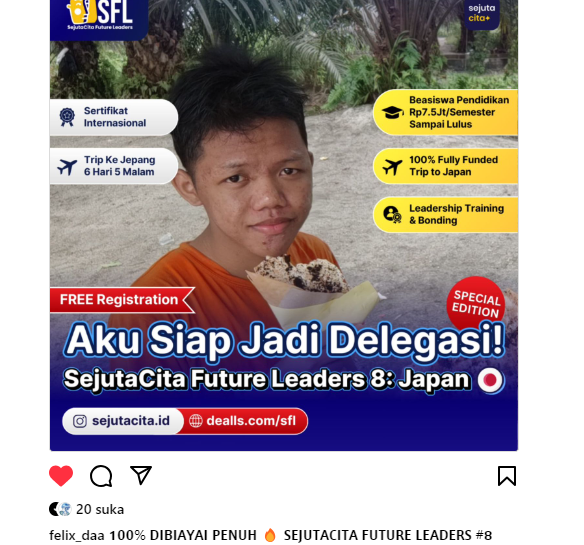 SFL
SejutaCita Future Leaders
sejuta
cita+
Sertifikat
Internasional
Trip Ke Jepang
6 Hari 5 Malam
Beasiswa Pendidikan
Rp7.5Jt/Semester
Sampai Lulus
100% Fully Funded
Trip to Japan
Leadership Training
& Bonding
FREE Registration
SPECIAL
EDITION
Aku Siap Jadi Delegasi!
SejutaCita Future Leaders 8: Japan
sejutacita.id
dealls.com/sfl
20 suka
felix_daa 100% DIBIAYAI PENUH 🔥 SEJUTACITA FUTURE LEADERS #8